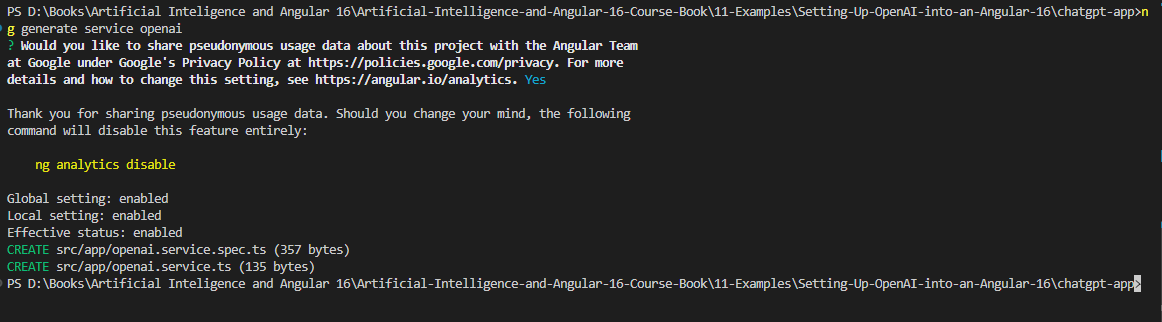 PS D:\Books\Artificial Inteligence and Angular 16\Artificial-Intelligence-and-Angular-16-Course-Book\11-Examples\Setting-Up-OpenAI-into-an-Angular-16\chatgpt-app>n
g generate service openai
? Would you like to share pseudonymous usage data about this project with the Angular Team
at Google under Google's Privacy Policy at https://policies.google.com/privacy. For more
details and how to change this setting, see https://angular.io/analytics. Yes
Thank you for sharing pseudonymous usage data. Should you change your mind, the following
command will disable this feature entirely:
ng analytics disable
Global setting: enabled
Local setting: enabled
Effective status: enabled
CREATE src/app/openai.service.spec.ts (357 bytes)
CREATE src/app/openai.service.ts (135 bytes)
PS D:\Books\Artificial Inteligence and Angular 16\Artificial-Intelligence-and-Angular-16-Course-Book\11-Examples\Setting-Up-OpenAI-into-an-Angular-16\chatgpt-app>